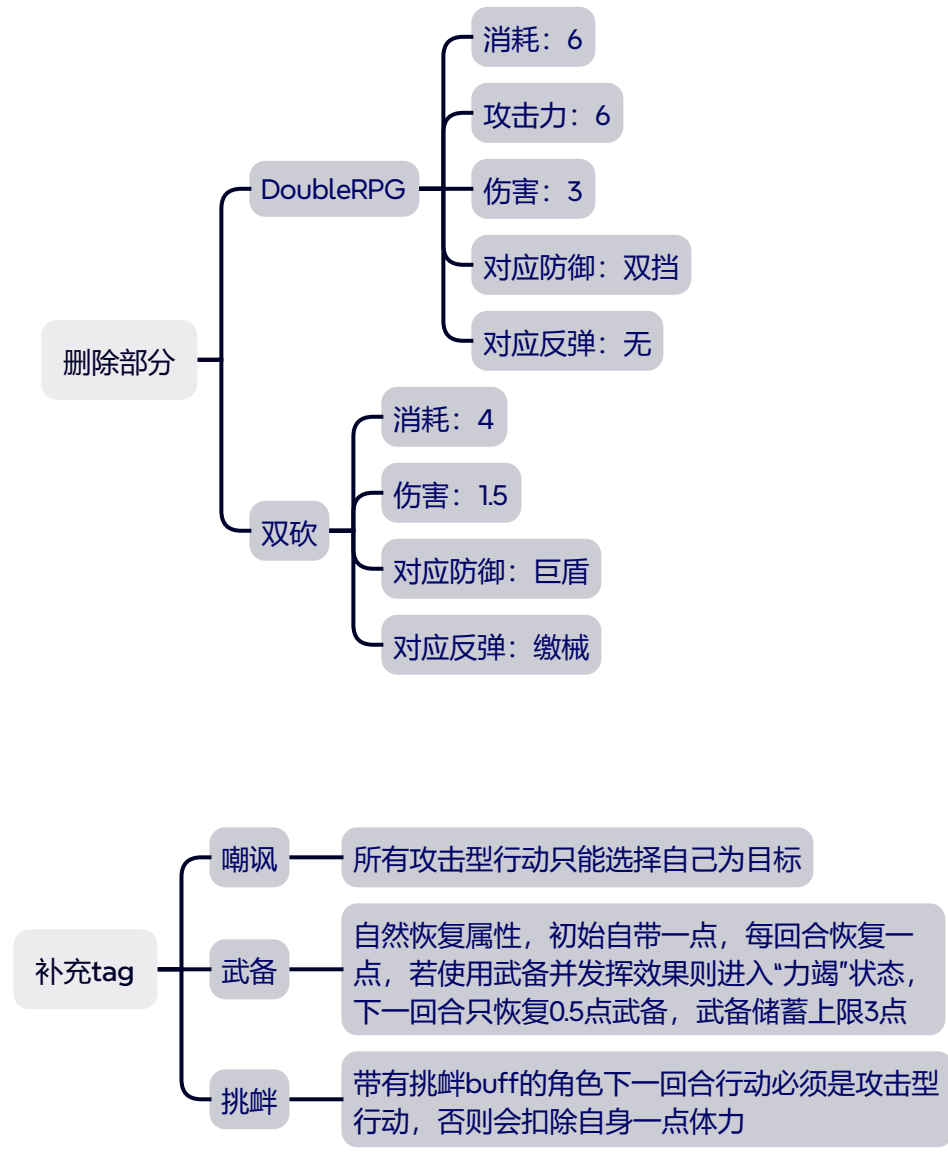 删除部分
DoubleRPG
消耗：6
攻击力：6
伤害：3
对应防御：双挡
对应反弹：无
双砍
消耗：4
伤害：1.5
对应防御：巨盾
对应反弹：缴械
补充tag
嘲讽
所有攻击型行动只能选择自己为目标
武备
自然恢复属性，初始自带一点，每回合恢复一
点，若使用武备并发挥效果则进入“力竭”状态，
下一回合只恢复0.5点武备，武备储蓄上限3点
挑衅
带有挑衅buff的角色下一回合行动必须是攻击型
行动，否则会扣除自身一点体力